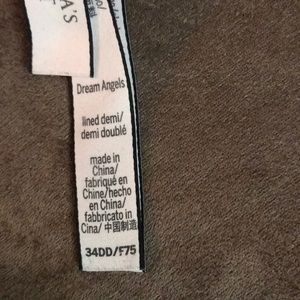 A'S
Dream Angels
lined demi/
demi doublé
made in
China/
fabriqué en
Chine/hecho
en China/
fabbricato in
Cina/ 中国制造
34DD/F75